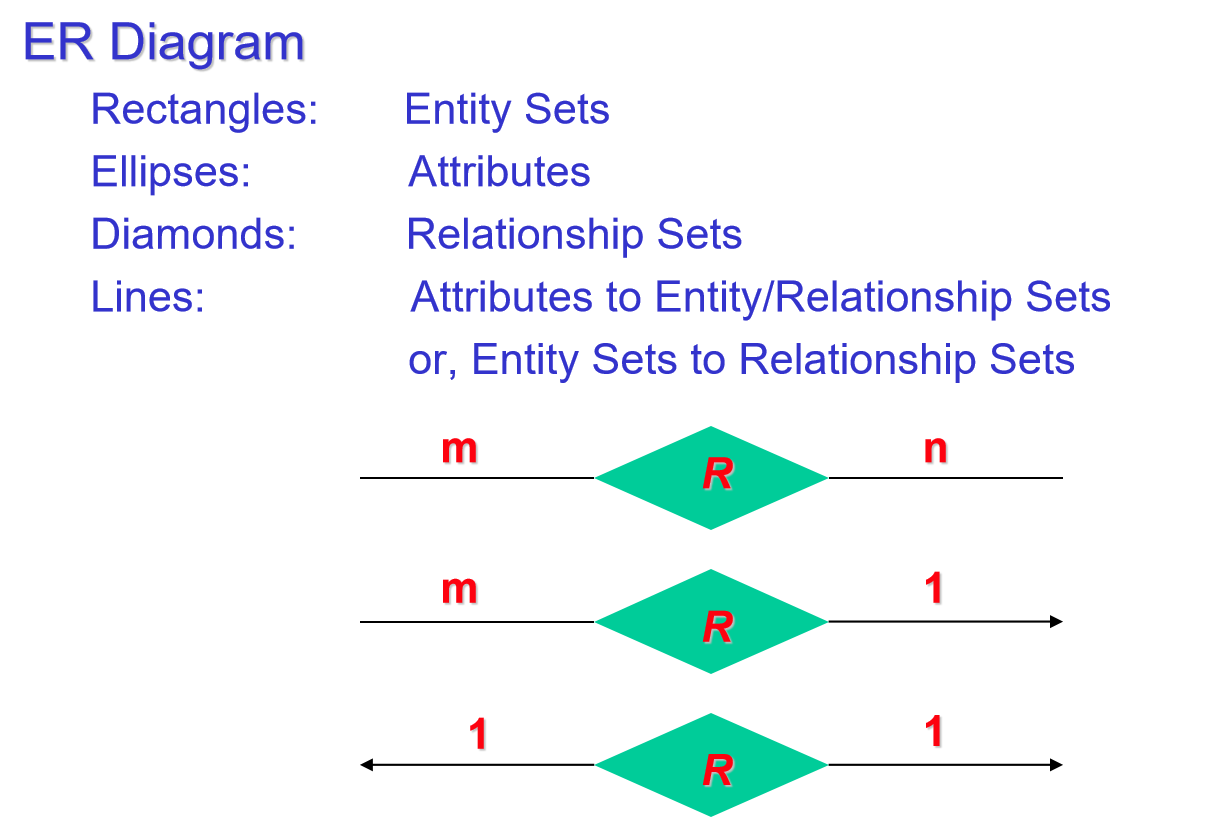 ER Diagram
Rectangles: Entity Sets
Ellipses: Attributes
Diamonds: Relationship Sets
Lines: Attributes to Entity/Relationship Sets
or, Entity Sets to Relationship Sets
m R n
m R 1
1 R 1